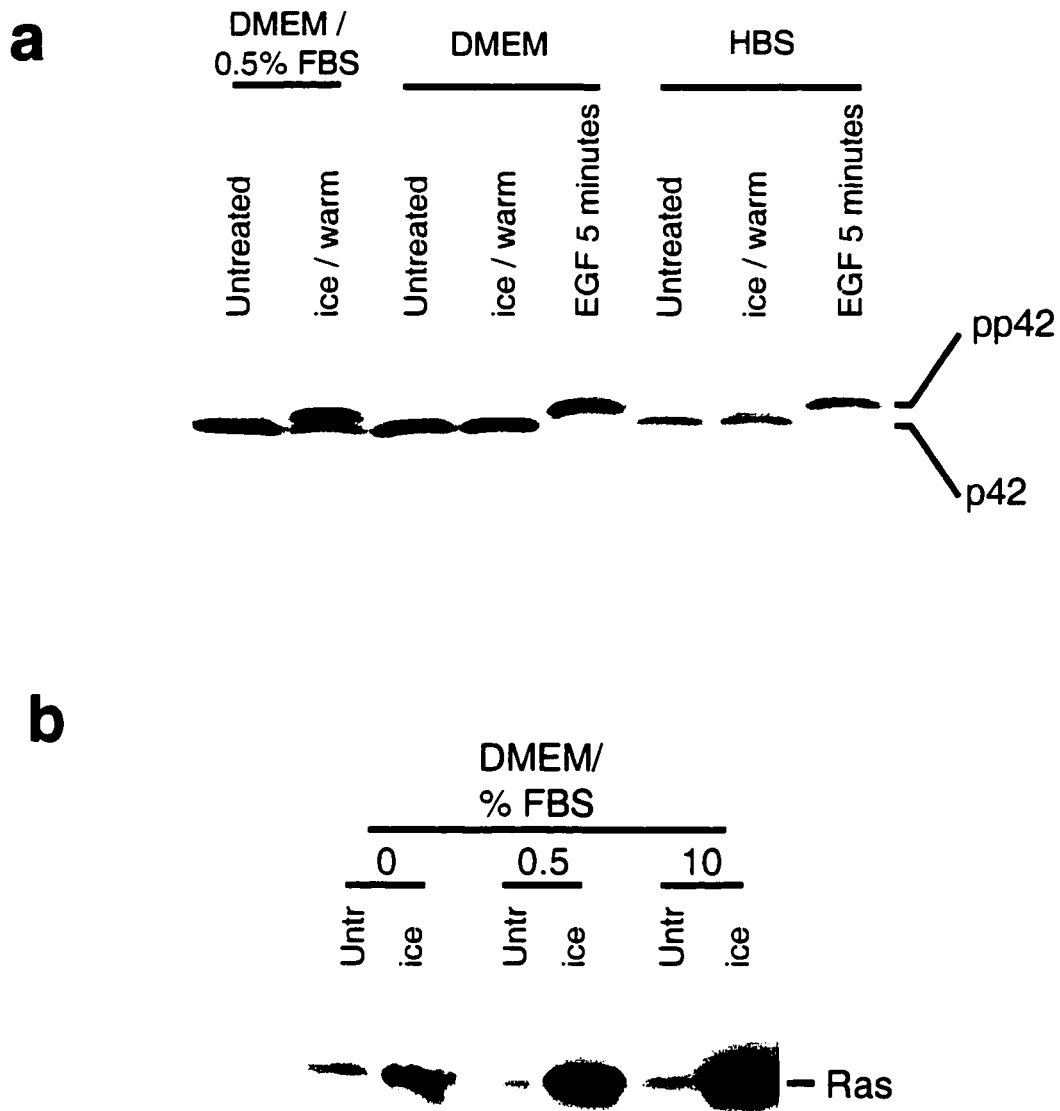 a
DMEM /
0.5% FBS
DMEM
HBS
Untreated
ice / warm
Untreated
ice / warm
EGF 5 minutes
Untreated
ice / warm
EGF 5 minutes
pp42
p42
b
DMEM/
% FBS
0
0.5
10
Untr
ice
Untr
ice
Untr
ice
Ras